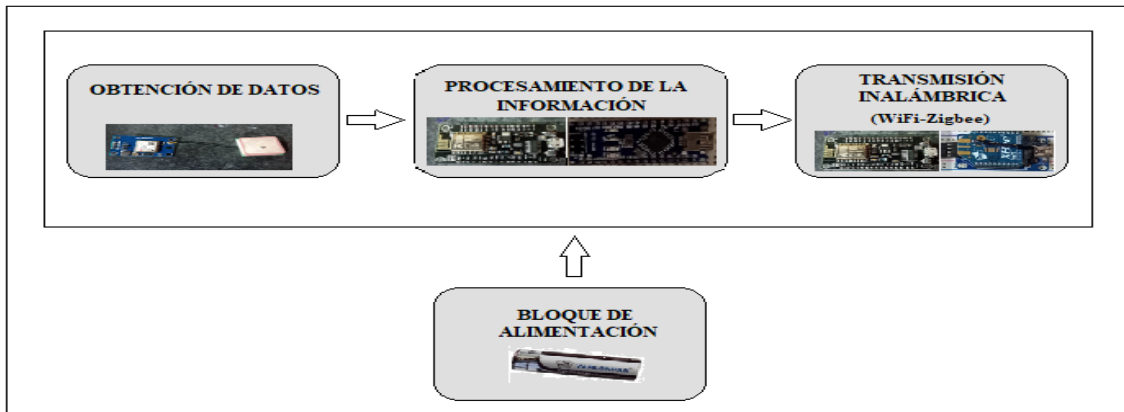 OBTENCIÓN DE DATOS
PROCESAMIENTO DE LA
INFORMACIÓN
TRANSMISIÓN
INALÁMBRICA
(WiFi-Zigbee)
BLOQUE DE
ALIMENTACIÓN